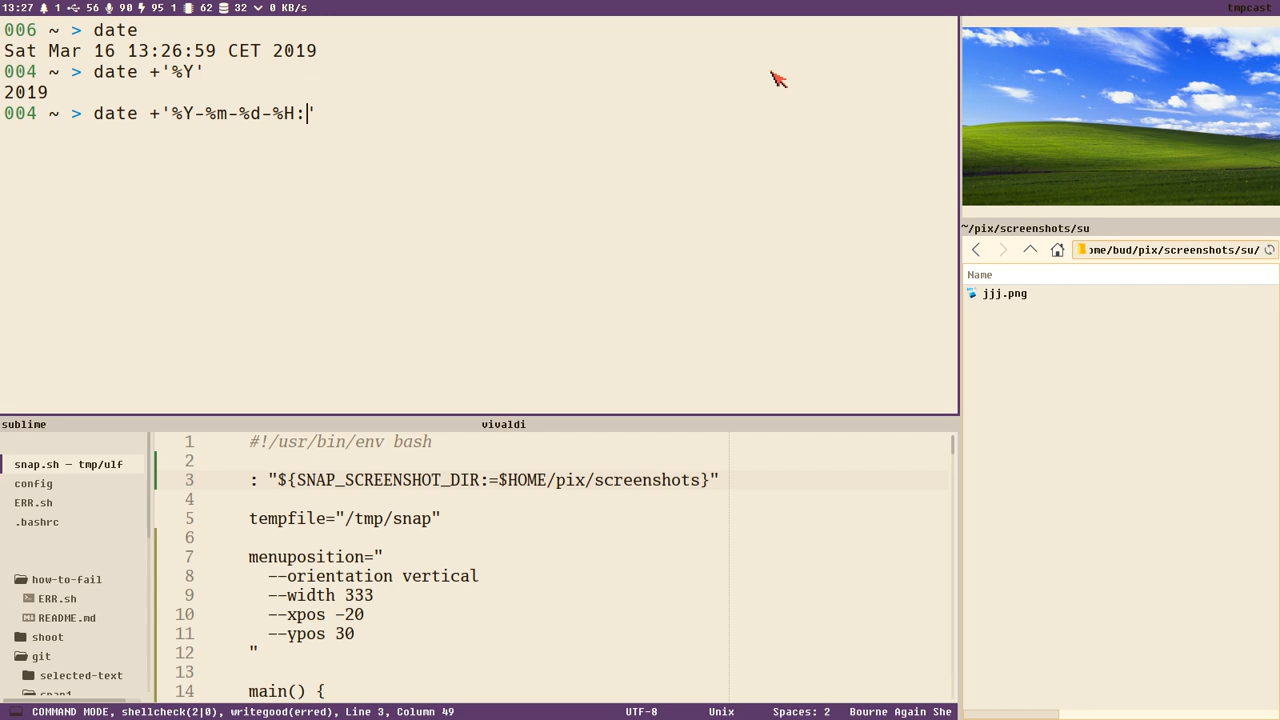 13:27 1 56 90 95 1 62 32 0 KB/s
tmpcast
006 ~ > date
Sat Mar 16 13:26:59 CET 2019
004 ~ > date +'%Y'
2019
004 ~ > date +'%Y-%m-%d-%H:'
~/pix/screenshots/su
ome/bud/pix/screenshots/su/
Name
jjj.png
sublime
vivaldi
snap.sh — tmp/ulf
config
ERR.sh
.bashrc
how-to-fail
ERR.sh
README.md
shoot
git
selected-text
snap1
1 #!/usr/bin/env bash
2
3 : "${SNAP_SCREENSHOT_DIR:=$HOME/pix/screenshots}"
4
5 tempfile="/tmp/snap"
6
7 menuposition="
8 --orientation vertical
9 --width 333
10 --xpos -20
11 --ypos 30
12 "
13
14 main() {
COMMAND MODE, shellcheck(2|0), writegood(erred), Line 3, Column 49 UTF-8 Unix Spaces: 2 Bourne Again She